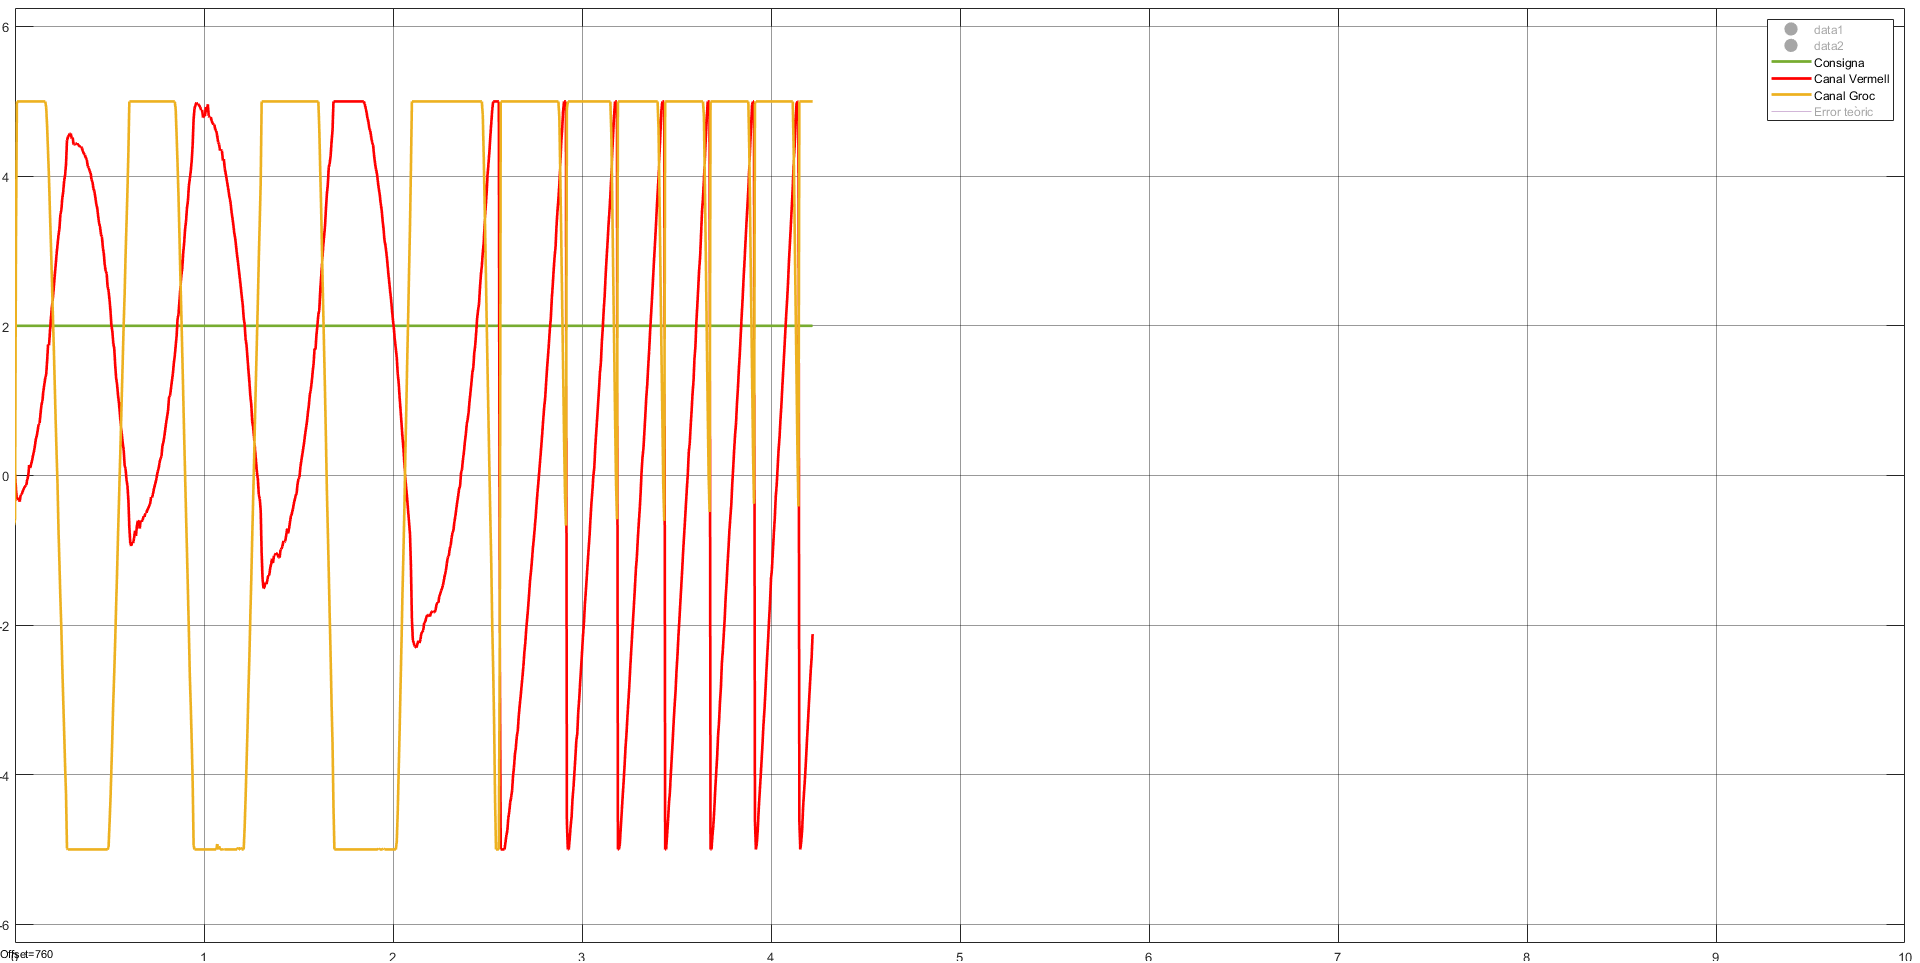 data1
data2
Consigna
Canal Vermell
Canal Groc
Error teòric
6
4
2
0
-2
-4
-6
0 1 2 3 4 5 6 7 8 9 10
Offset=760